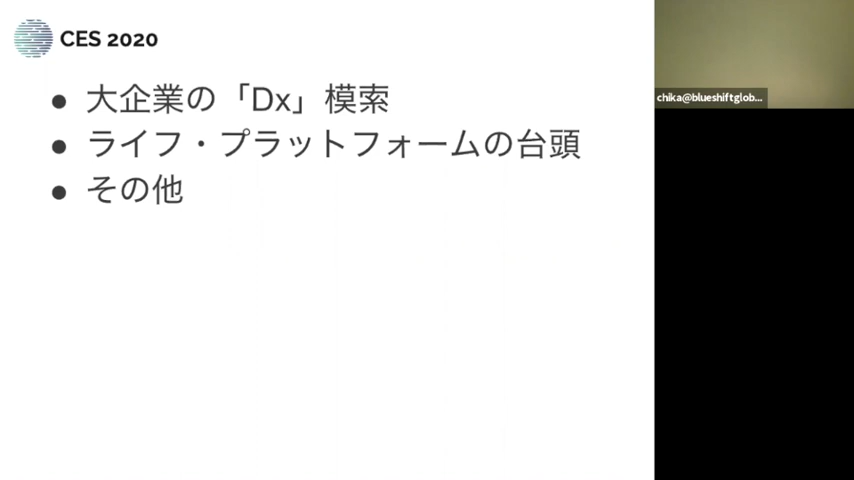 CES 2020
● 大企業の「Dx」模索
● ライフ・プラットフォームの台頭
● その他
chika@blueshiftglob...